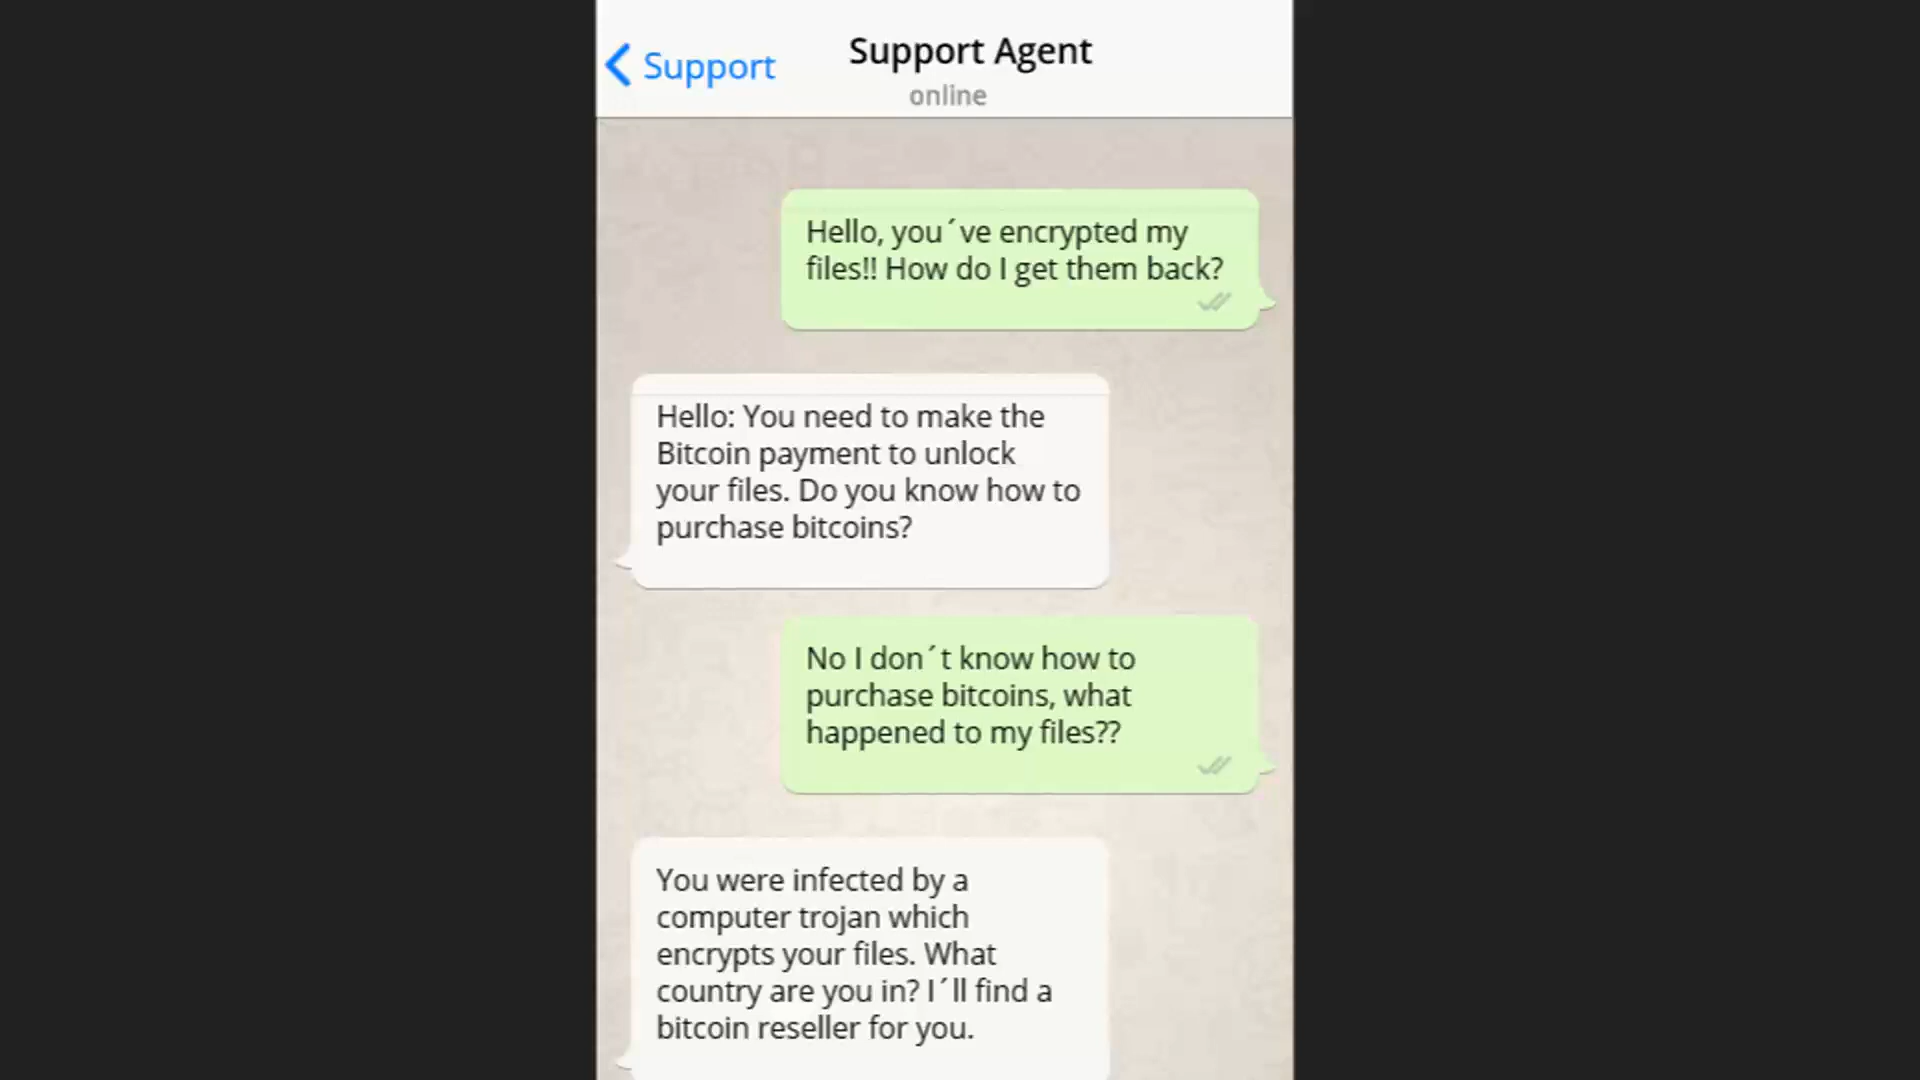 Support
Support Agent
online
Hello, you´ve encrypted my
files!! How do I get them back?
Hello: You need to make the
Bitcoin payment to unlock
your files. Do you know how to
purchase bitcoins?
No I don´t know how to
purchase bitcoins, what
happened to my files??
You were infected by a
computer trojan which
encrypts your files. What
country are you in? I´ll find a
bitcoin reseller for you.